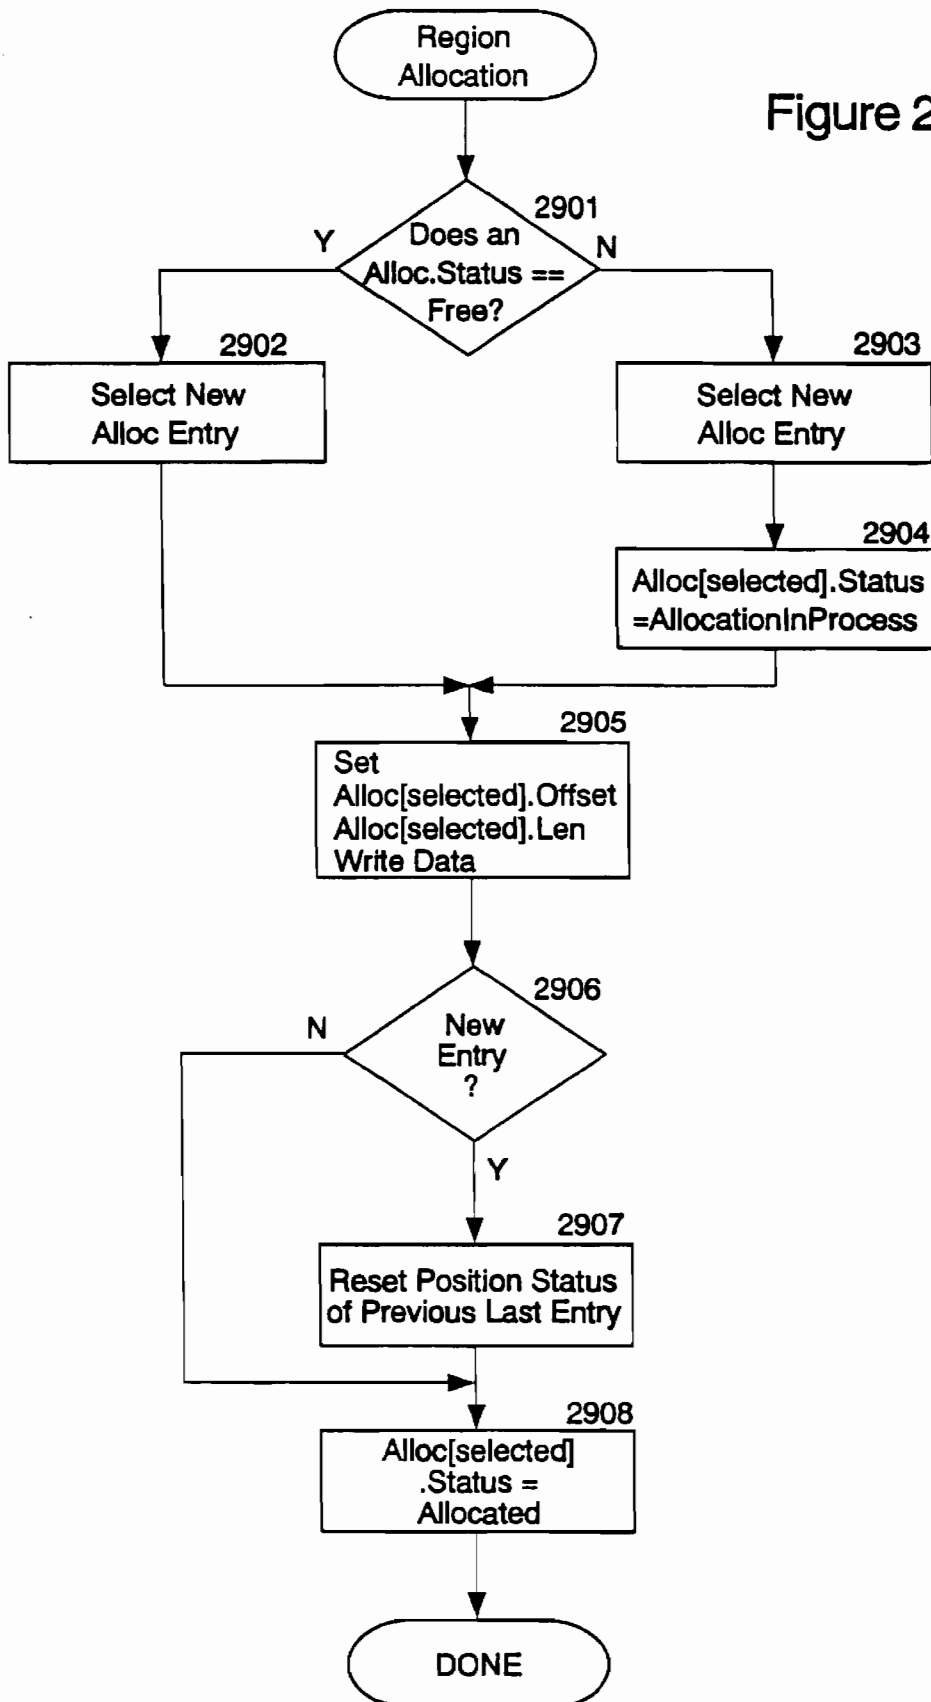 Region
Allocation
Figure 2
2901
Y
Does an
N
Alloc.Status ==
Free?
2902
Select New
Alloc Entry
2903
Select New
Alloc Entry
2904
Alloc[selected].Status
=AllocationInProcess
2905
Set
Alloc[selected].Offset
Alloc[selected].Len
Write Data
2906
N
New
Entry
?
Y
2907
Reset Position Status
of Previous Last Entry
2908
Alloc[selected]
.Status =
Allocated
DONE